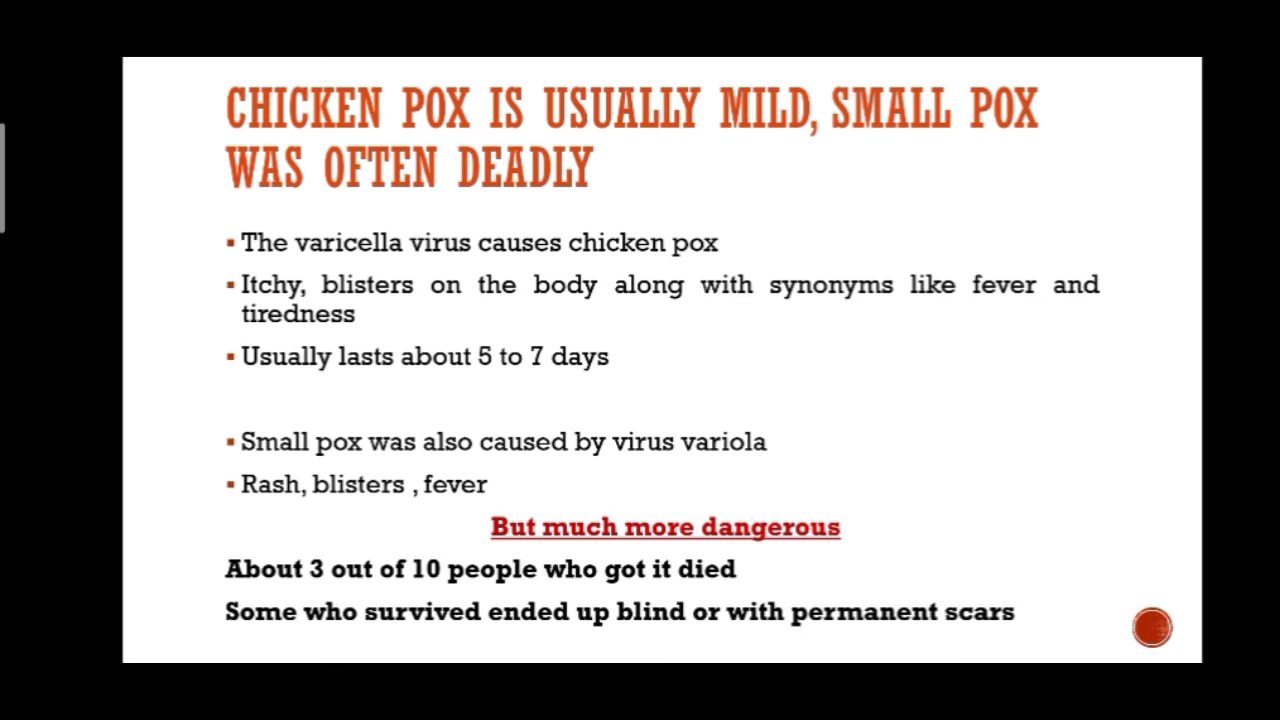 CHICKEN POX IS USUALLY MILD, SMALL POX
WAS OFTEN DEADLY
▪ The varicella virus causes chicken pox
▪ Itchy, blisters on the body along with synonyms like fever and
tiredness
▪ Usually lasts about 5 to 7 days
▪ Small pox was also caused by virus variola
▪ Rash, blisters , fever
But much more dangerous
About 3 out of 10 people who got it died
Some who survived ended up blind or with permanent scars